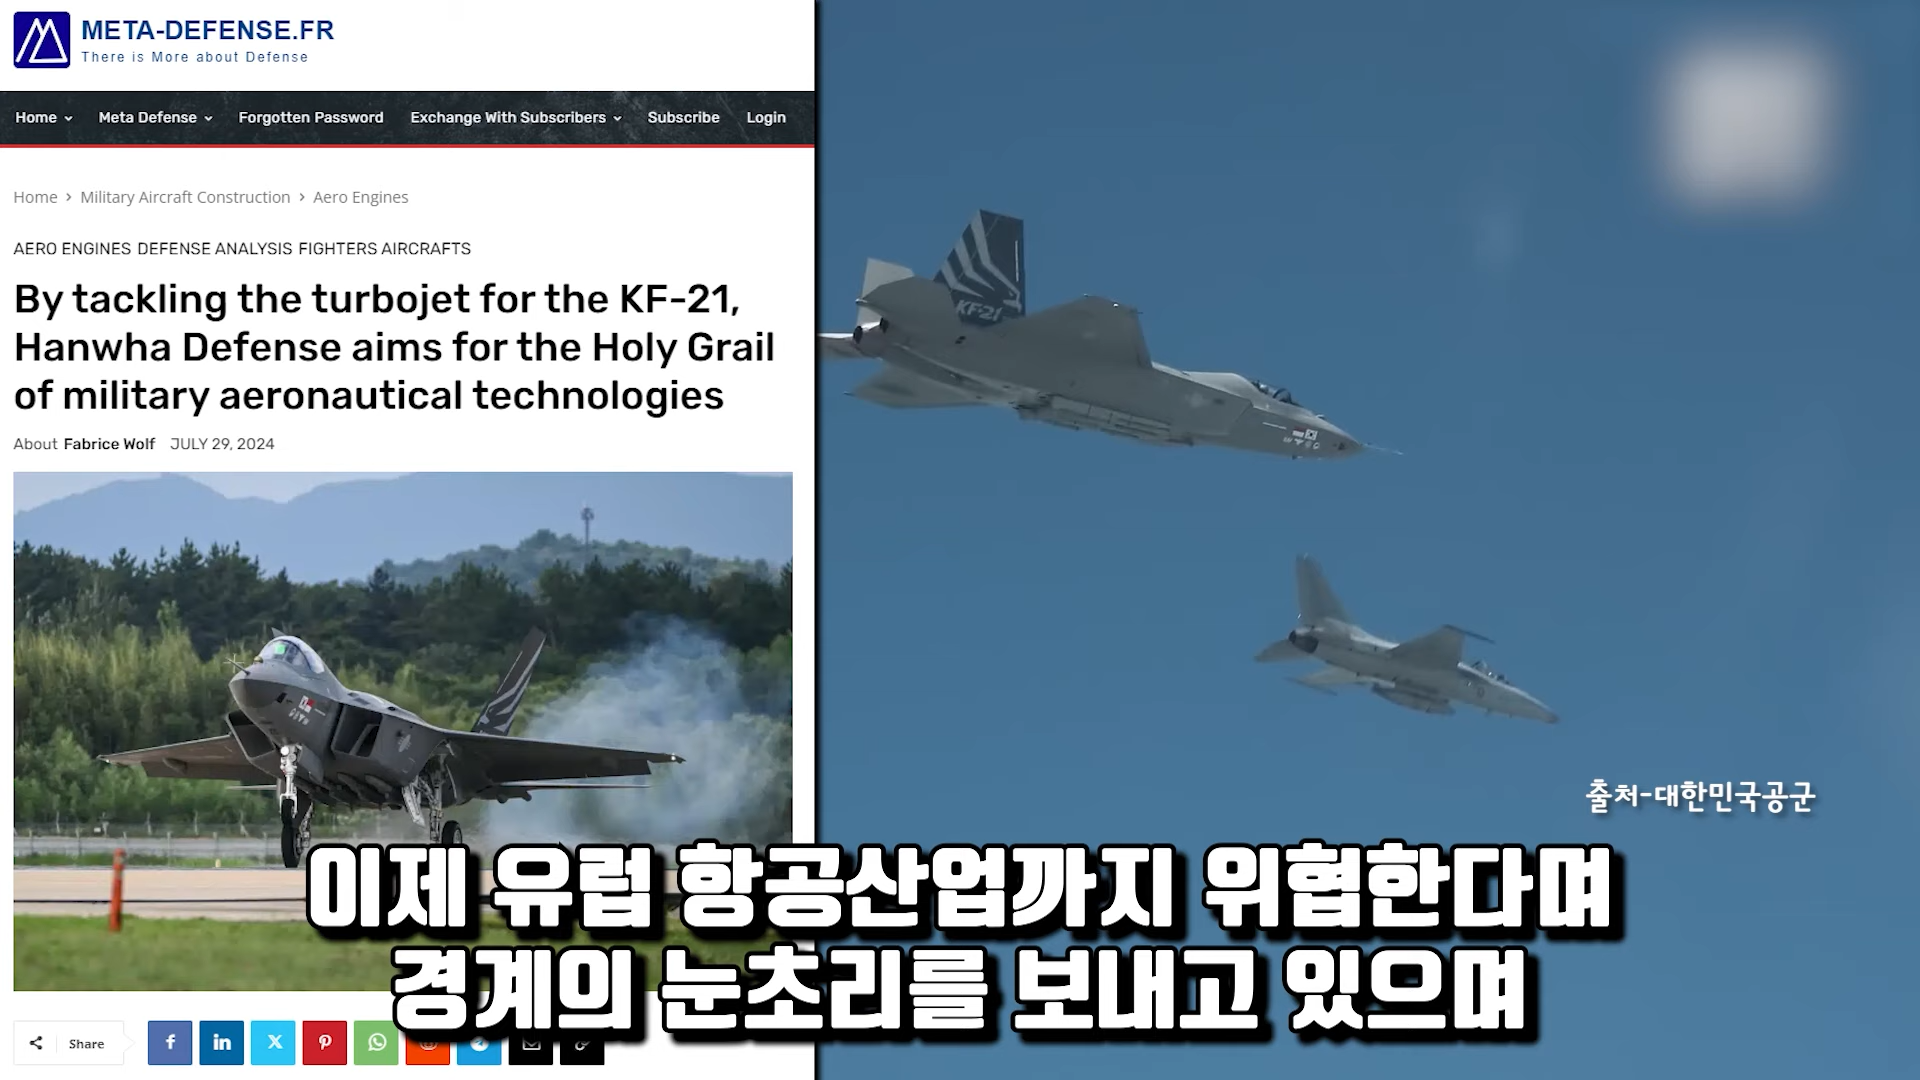 META-DEFENSE.FR
There is More about Defense
Home Meta Defense Forgotten Password Exchange With Subscribers Subscribe Login
Home > Military Aircraft Construction > Aero Engines
AERO ENGINES DEFENSE ANALYSIS FIGHTERS AIRCRAFTS
By tackling the turbojet for the KF-21,
Hanwha Defense aims for the Holy Grail
of military aeronautical technologies
About Fabrice Wolf JULY 29, 2024
KF-21
출처-대한민국공군
이제 유럽 항공산업까지 위협한다며
경계의 눈초리를 보내고 있으며
Share